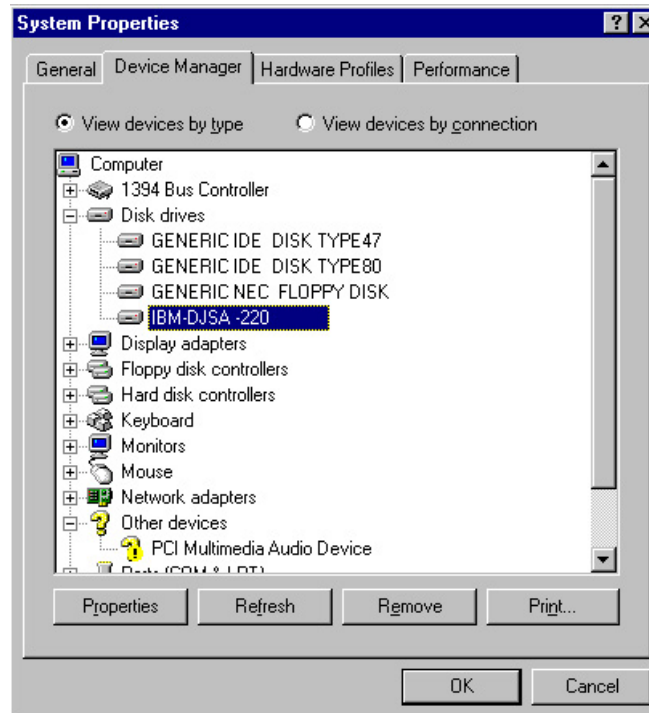 System Properties
General Device Manager Hardware Profiles Performance
View devices by type View devices by connection
Computer
1394 Bus Controller
Disk drives
GENERIC IDE DISK TYPE47
GENERIC IDE DISK TYPE80
GENERIC NEC FLOPPY DISK
IBM-DJSA -220
Display adapters
Floppy disk controllers
Hard disk controllers
Keyboard
Monitors
Mouse
Network adapters
Other devices
PCI Multimedia Audio Device
Ports (COM & LPT)
Properties Refresh Remove Print...
OK Cancel